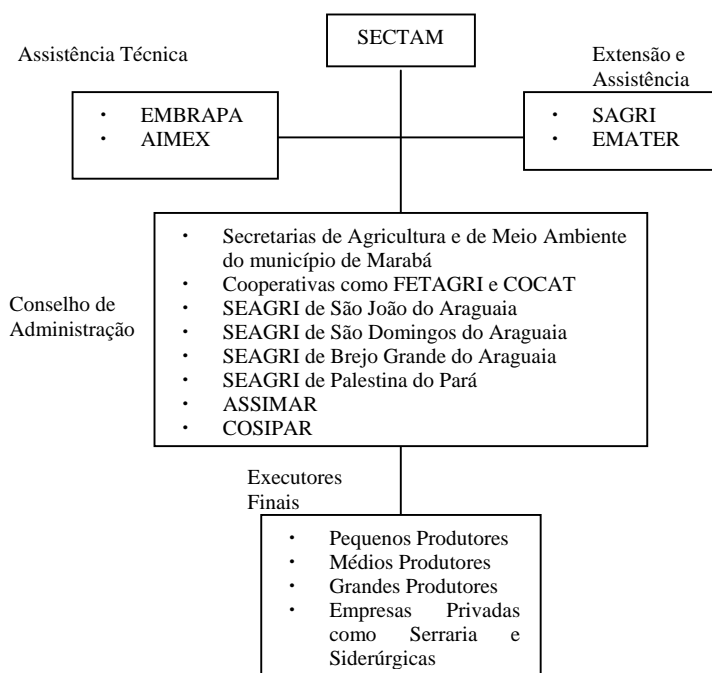 SECTAM
Assistência Técnica
Extensão e
Assistência
· EMBRAPA
· AIMEX
· SAGRI
· EMATER
Conselho de
Administração
· Secretarias de Agricultura e de Meio Ambiente
do município de Marabá
· Cooperativas como FETAGRI e COCAT
· SEAGRI de São João do Araguaia
· SEAGRI de São Domingos do Araguaia
· SEAGRI de Brejo Grande do Araguaia
· SEAGRI de Palestina do Pará
· ASSIMAR
· COSIPAR
Executores
Finais
· Pequenos Produtores
· Médios Produtores
· Grandes Produtores
· Empresas Privadas
como Serraria e
Siderúrgicas